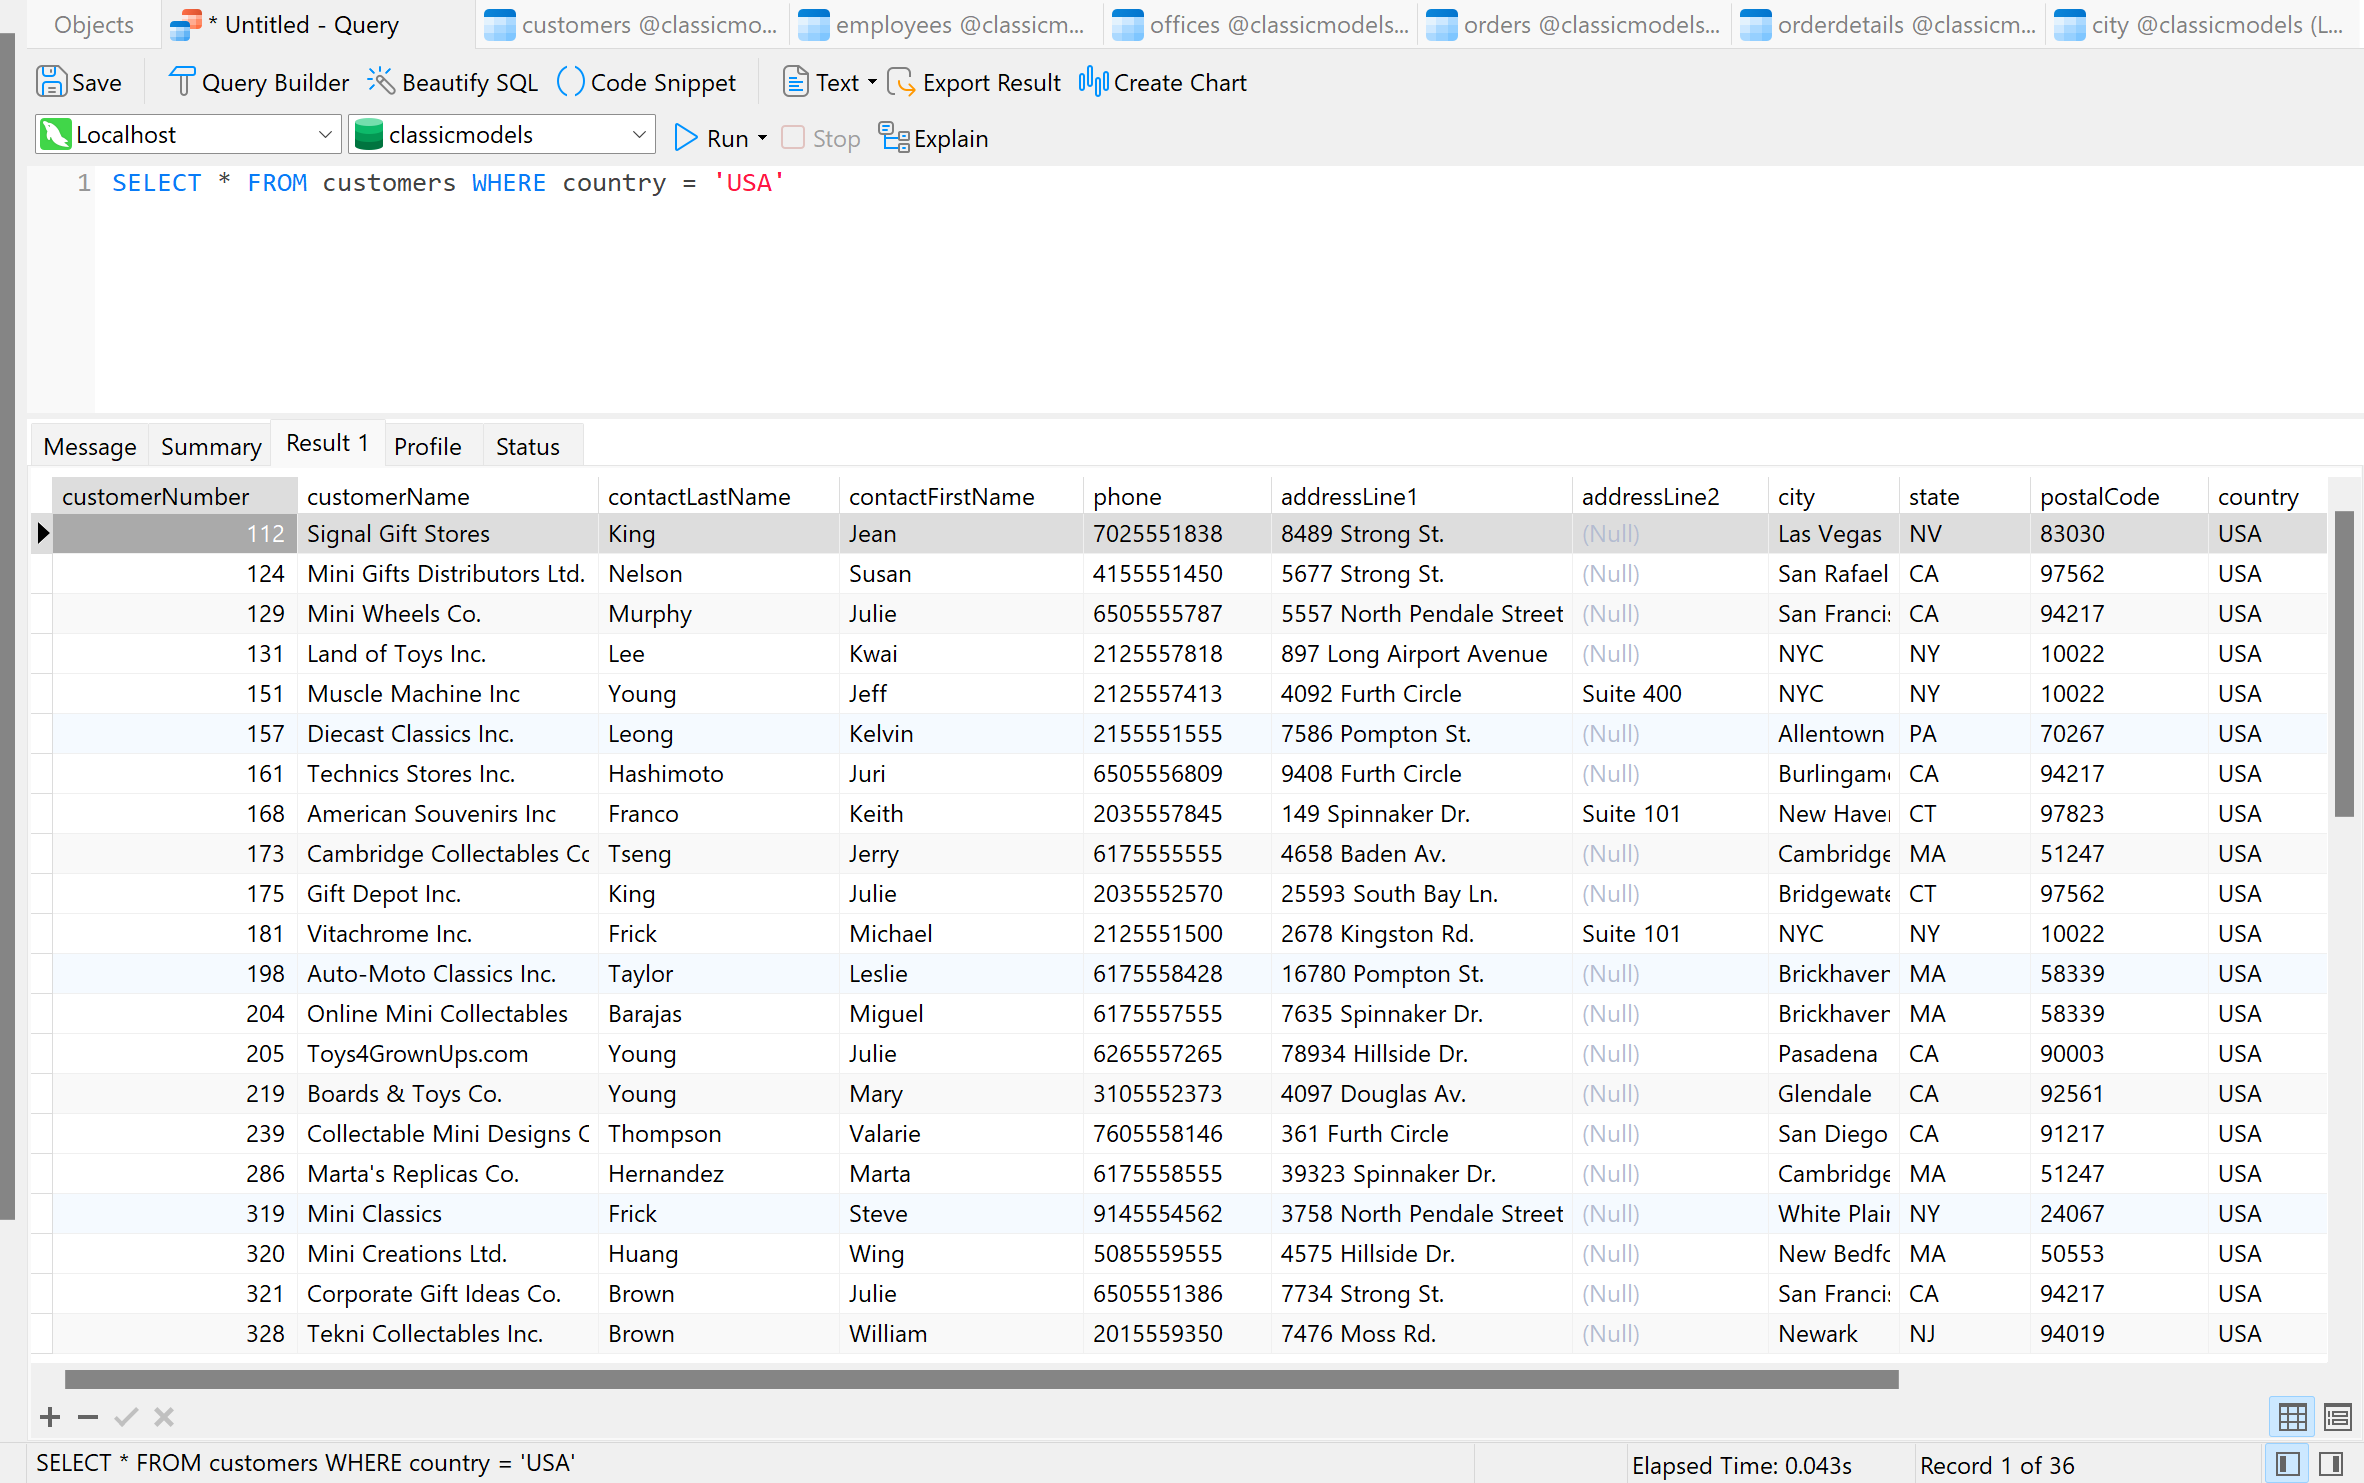 Objects * Untitled - Query customers @classicmo... employees @classicm... offices @classicmodels... orders @classicmodels... orderdetails @classicm... city @classicmodels (L...
Save Query Builder Beautify SQL Code Snippet Text Export Result Create Chart
Localhost classicmodels Run Stop Explain
1 SELECT * FROM customers WHERE country = 'USA'
Message Summary Result 1 Profile Status
customerNumber customerName contactLastName contactFirstName phone addressLine1 addressLine2 city state postalCode country
112 Signal Gift Stores King Jean 7025551838 8489 Strong St. (Null) Las Vegas NV 83030 USA
124 Mini Gifts Distributors Ltd. Nelson Susan 4155551450 5677 Strong St. (Null) San Rafael CA 97562 USA
129 Mini Wheels Co. Murphy Julie 6505555787 5557 North Pendale Street (Null) San Francis CA 94217 USA
131 Land of Toys Inc. Lee Kwai 2125557818 897 Long Airport Avenue (Null) NYC NY 10022 USA
151 Muscle Machine Inc Young Jeff 2125557413 4092 Furth Circle Suite 400 NYC NY 10022 USA
157 Diecast Classics Inc. Leong Kelvin 2155551555 7586 Pompton St. (Null) Allentown PA 70267 USA
161 Technics Stores Inc. Hashimoto Juri 6505556809 9408 Furth Circle (Null) Burlingame CA 94217 USA
168 American Souvenirs Inc Franco Keith 2035557845 149 Spinnaker Dr. Suite 101 New Haven CT 97823 USA
173 Cambridge Collectables Co Tseng Jerry 6175555555 4658 Baden Av. (Null) Cambridge MA 51247 USA
175 Gift Depot Inc. King Julie 2035552570 25593 South Bay Ln. (Null) Bridgewate CT 97562 USA
181 Vitachrome Inc. Frick Michael 2125551500 2678 Kingston Rd. Suite 101 NYC NY 10022 USA
198 Auto-Moto Classics Inc. Taylor Leslie 6175558428 16780 Pompton St. (Null) Brickhaven MA 58339 USA
204 Online Mini Collectables Barajas Miguel 6175557555 7635 Spinnaker Dr. (Null) Brickhaven MA 58339 USA
205 Toys4GrownUps.com Young Julie 6265557265 78934 Hillside Dr. (Null) Pasadena CA 90003 USA
219 Boards & Toys Co. Young Mary 3105552373 4097 Douglas Av. (Null) Glendale CA 92561 USA
239 Collectable Mini Designs C Thompson Valarie 7605558146 361 Furth Circle (Null) San Diego CA 91217 USA
286 Marta's Replicas Co. Hernandez Marta 6175558555 39323 Spinnaker Dr. (Null) Cambridge MA 51247 USA
319 Mini Classics Frick Steve 9145554562 3758 North Pendale Street (Null) White Plain NY 24067 USA
320 Mini Creations Ltd. Huang Wing 5085559555 4575 Hillside Dr. (Null) New Bedfo MA 50553 USA
321 Corporate Gift Ideas Co. Brown Julie 6505551386 7734 Strong St. (Null) San Francis CA 94217 USA
328 Tekni Collectables Inc. Brown William 2015559350 7476 Moss Rd. (Null) Newark NJ 94019 USA
SELECT * FROM customers WHERE country = 'USA' Elapsed Time: 0.043s Record 1 of 36